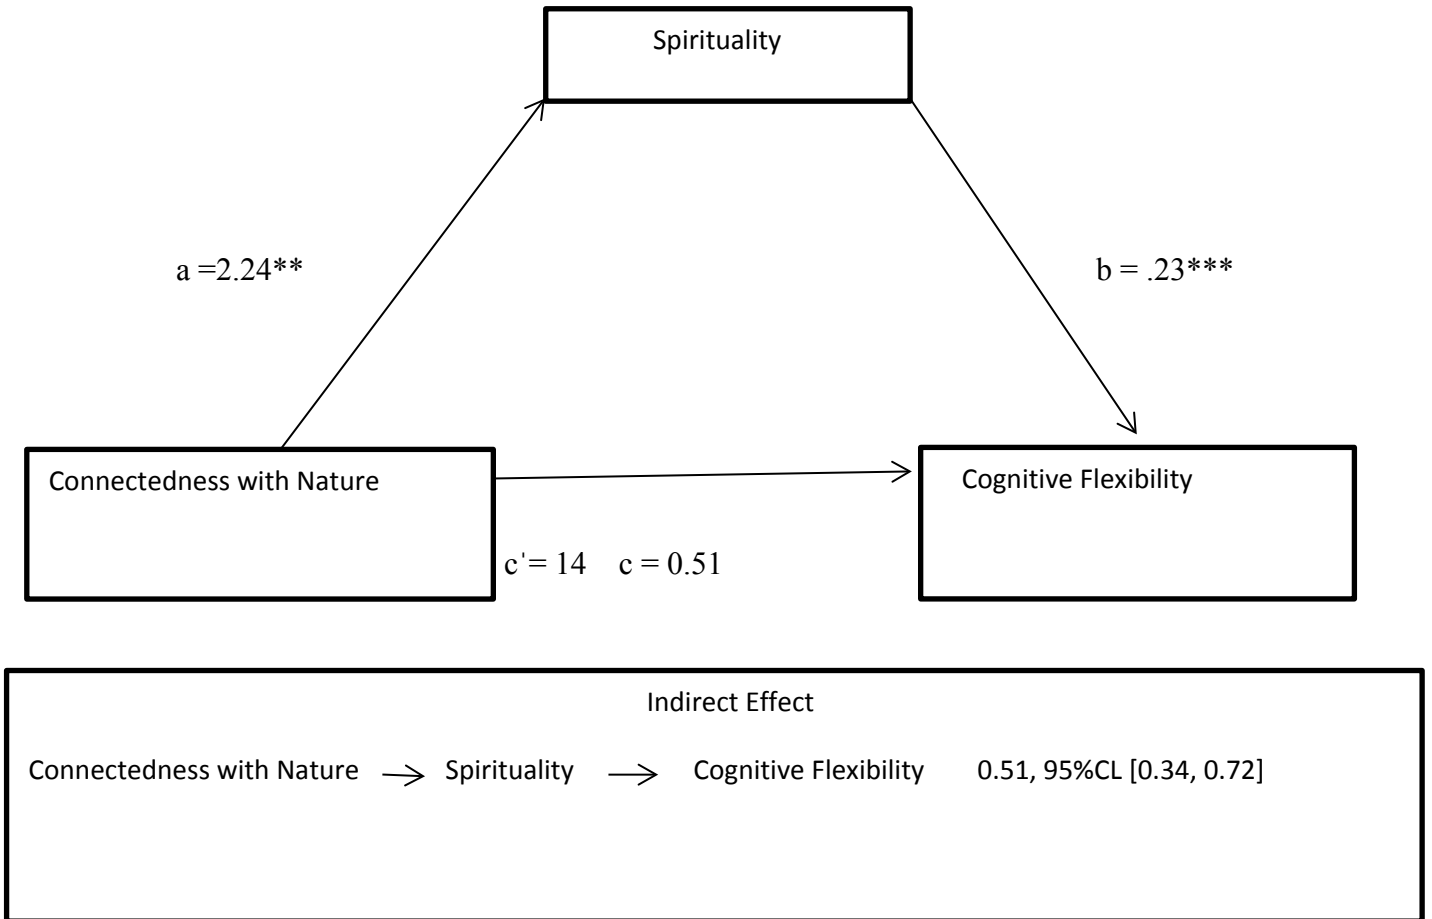 Spirituality
a =2.24**
b = .23***
Connectedness with Nature
Cognitive Flexibility
c'= 14 c = 0.51
Indirect Effect
Connectedness with Nature Spirituality Cognitive Flexibility 0.51, 95%CL [0.34, 0.72]